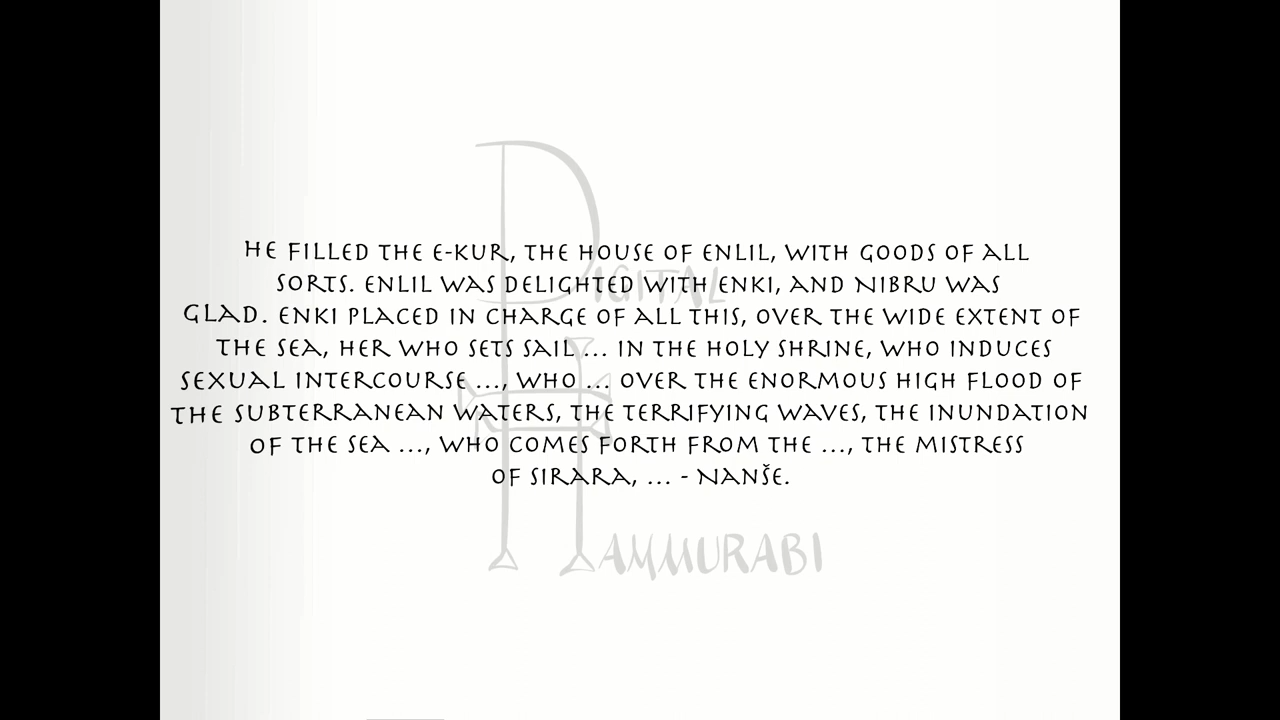 HE FILLED THE E-KUR, THE HOUSE OF ENLIL, WITH GOODS OF ALL
SORTS. ENLIL WAS DELIGHTED WITH ENKI, AND NIBRU WAS
GLAD. ENKI PLACED IN CHARGE OF ALL THIS, OVER THE WIDE EXTENT OF
THE SEA, HER WHO SETS SAIL ... IN THE HOLY SHRINE, WHO INDUCES
SEXUAL INTERCOURSE ..., WHO ... OVER THE ENORMOUS HIGH FLOOD OF
THE SUBTERRANEAN WATERS, THE TERRIFYING WAVES, THE INUNDATION
OF THE SEA ..., WHO COMES FORTH FROM THE ..., THE MISTRESS
OF SIRARA, ... - NANŠE.
DIGITAL
HAMMURABI